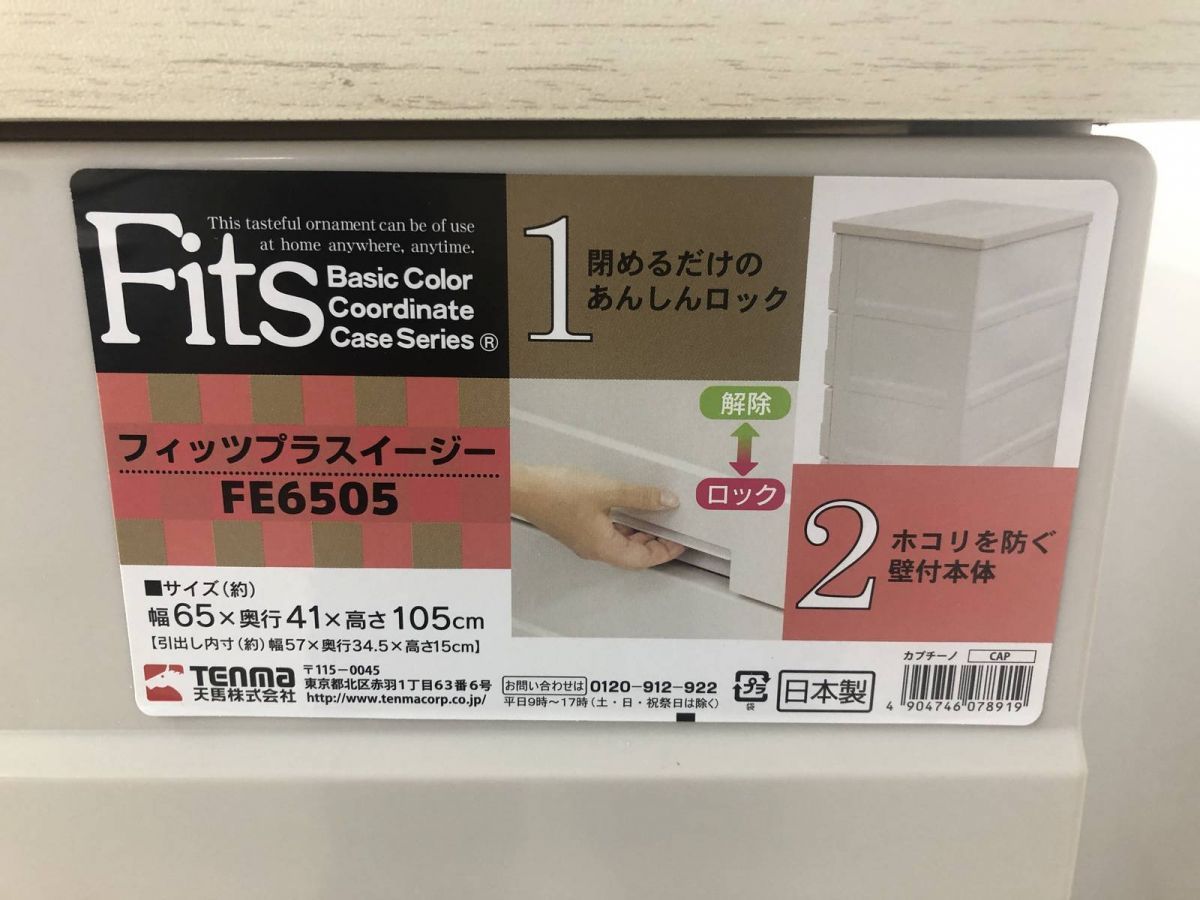 Fits
This tasteful ornament can be of use
at home anywhere, anytime.
Basic Color
Coordinate
Case Series ®
フィッツプラスイージー
FE6505
1
閉めるだけの
あんしんロック
解除
ロック
2
ホコリを防ぐ
壁付本体
■サイズ(約)
幅65×奥行41×高さ105cm
【引出し内寸(約)幅57×奥行34.5×高さ15cm】
TENMA
天馬株式会社
〒115-0045
東京都北区赤羽1丁目63番6号
http://www.tenmacorp.co.jp/
お問い合わせは 0120-912-922
平日9時〜17時(土・日・祝祭日は除く)
プラ
袋
日本製
カプチーノ CAP
4 904746 078919